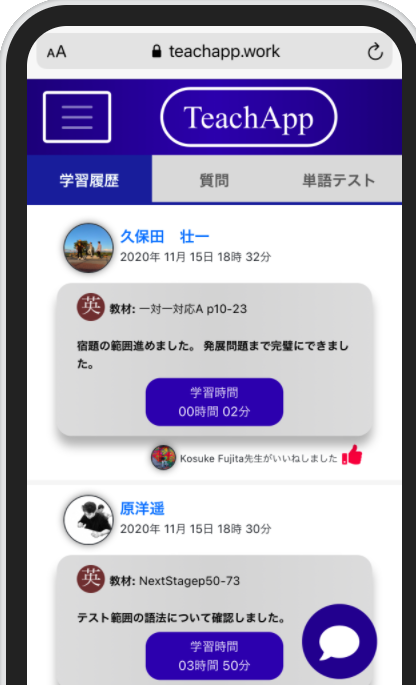 AA teachapp.work
TeachApp
学習履歴 質問 単語テスト
久保田 壮一
2020年 11月 15日 18時 32分
英 教材: 一対一対応A p10-23
宿題の範囲進めました。 発展問題まで完璧にできまし
た。
学習時間
00時間 02分
Kosuke Fujita先生がいいねしました
原洋遥
2020年 11月 15日 18時 30分
英 教材: NextStagep50-73
テスト範囲の語法について確認しました。
学習時間
03時間 50分